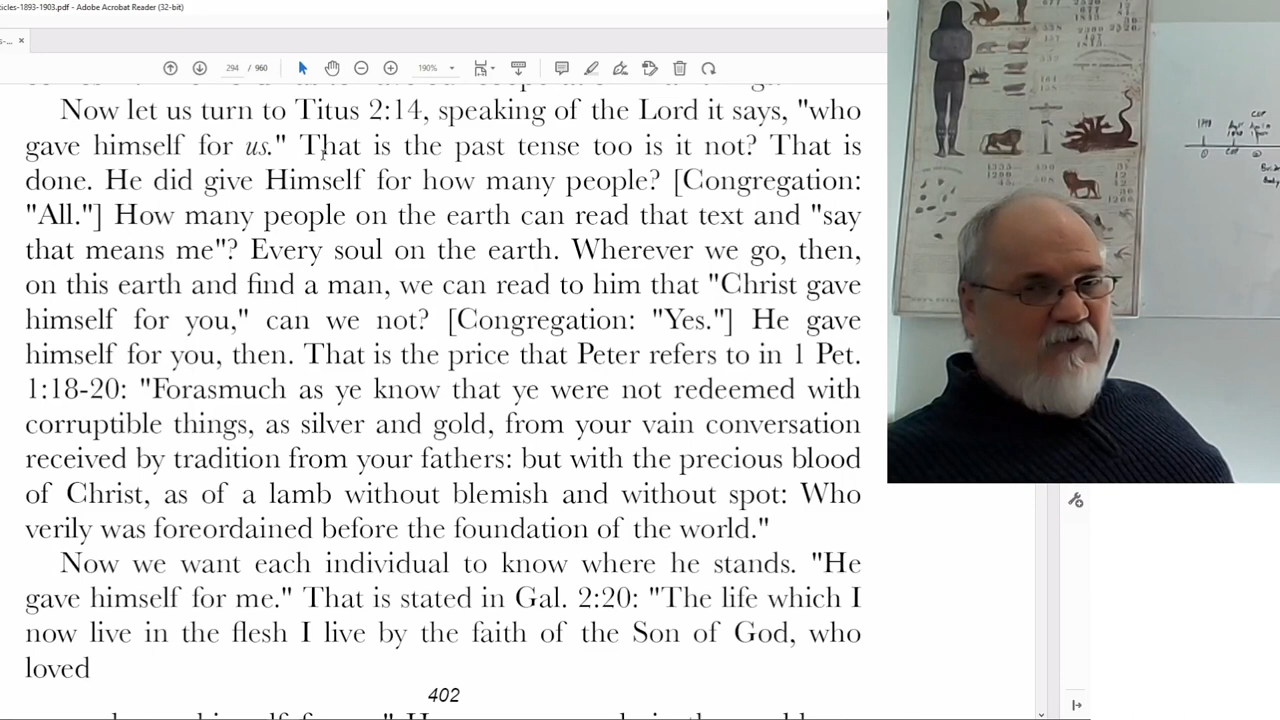 icles-1893-1903.pdf - Adobe Acrobat Reader (32-bit)
s-... ×
294 / 960
190%
Now let us turn to Titus 2:14, speaking of the Lord it says, "who
gave himself for us." That is the past tense too is it not? That is
done. He did give Himself for how many people? [Congregation:
"All."] How many people on the earth can read that text and "say
that means me"? Every soul on the earth. Wherever we go, then,
on this earth and find a man, we can read to him that "Christ gave
himself for you," can we not? [Congregation: "Yes."] He gave
himself for you, then. That is the price that Peter refers to in 1 Pet.
1:18-20: "Forasmuch as ye know that ye were not redeemed with
corruptible things, as silver and gold, from your vain conversation
received by tradition from your fathers: but with the precious blood
of Christ, as of a lamb without blemish and without spot: Who
verily was foreordained before the foundation of the world."
Now we want each individual to know where he stands. "He
gave himself for me." That is stated in Gal. 2:20: "The life which I
now live in the flesh I live by the faith of the Son of God, who
loved
402